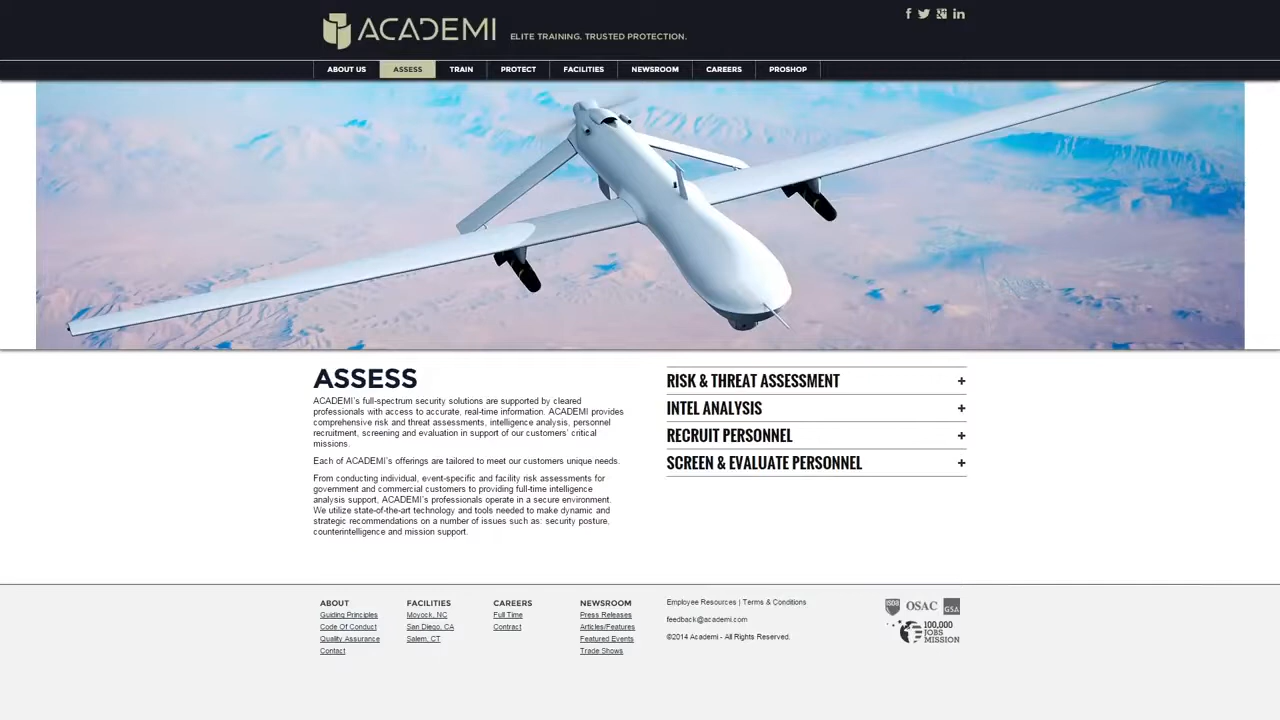 ACADEMI
ELITE TRAINING. TRUSTED PROTECTION.
ABOUT US ASSESS TRAIN PROTECT FACILITIES NEWSROOM CAREERS PROSHOP
ASSESS
ACADEMI's full-spectrum security solutions are supported by cleared
professionals with access to accurate, real-time information. ACADEMI provides
comprehensive risk and threat assessments, intelligence analysis, personnel
recruitment, screening and evaluation in support of our customers' critical
missions.
Each of ACADEMI's offerings are tailored to meet our customers unique needs.
From conducting individual, event-specific and facility risk assessments for
government and commercial customers to providing full-time intelligence
analysis support, ACADEMI's professionals operate in a secure environment.
We utilize state-of-the-art technology and tools needed to make dynamic and
strategic recommendations on a number of issues such as: security posture,
counterintelligence and mission support.
RISK & THREAT ASSESSMENT +
INTEL ANALYSIS +
RECRUIT PERSONNEL +
SCREEN & EVALUATE PERSONNEL +
ABOUT
Guiding Principles
Code Of Conduct
Quality Assurance
Contact
FACILITIES
Moyock, NC
San Diego, CA
Salem, CT
CAREERS
Full Time
Contract
NEWSROOM
Press Releases
Articles/Features
Featured Events
Trade Shows
Employee Resources | Terms & Conditions
feedback@academi.com
©2014 Academi - All Rights Reserved.
OSAC
GSA
100,000
JOBS
MISSION